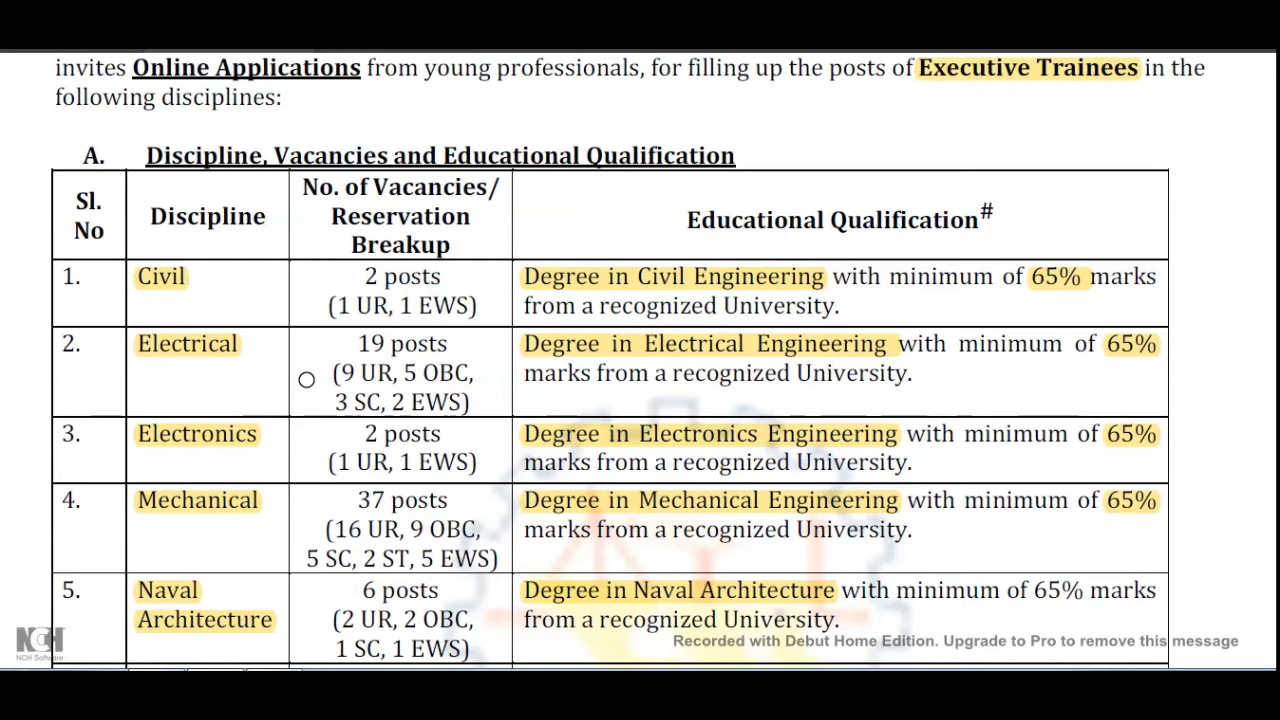 invites Online Applications from young professionals, for filling up the posts of Executive Trainees in the
following disciplines:
A. Discipline, Vacancies and Educational Qualification
Sl. No
Discipline
No. of Vacancies/
Reservation
Breakup
Educational Qualification#
1.
Civil
2 posts
(1 UR, 1 EWS)
Degree in Civil Engineering with minimum of 65% marks
from a recognized University.
2.
Electrical
19 posts
(9 UR, 5 OBC,
3 SC, 2 EWS)
Degree in Electrical Engineering with minimum of 65%
marks from a recognized University.
3.
Electronics
2 posts
(1 UR, 1 EWS)
Degree in Electronics Engineering with minimum of 65%
marks from a recognized University.
4.
Mechanical
37 posts
(16 UR, 9 OBC,
5 SC, 2 ST, 5 EWS)
Degree in Mechanical Engineering with minimum of 65%
marks from a recognized University.
5.
Naval
Architecture
6 posts
(2 UR, 2 OBC,
1 SC, 1 EWS)
Degree in Naval Architecture with minimum of 65% marks
from a recognized University.
NCH
NCH Software
Recorded with Debut Home Edition. Upgrade to Pro to remove this message